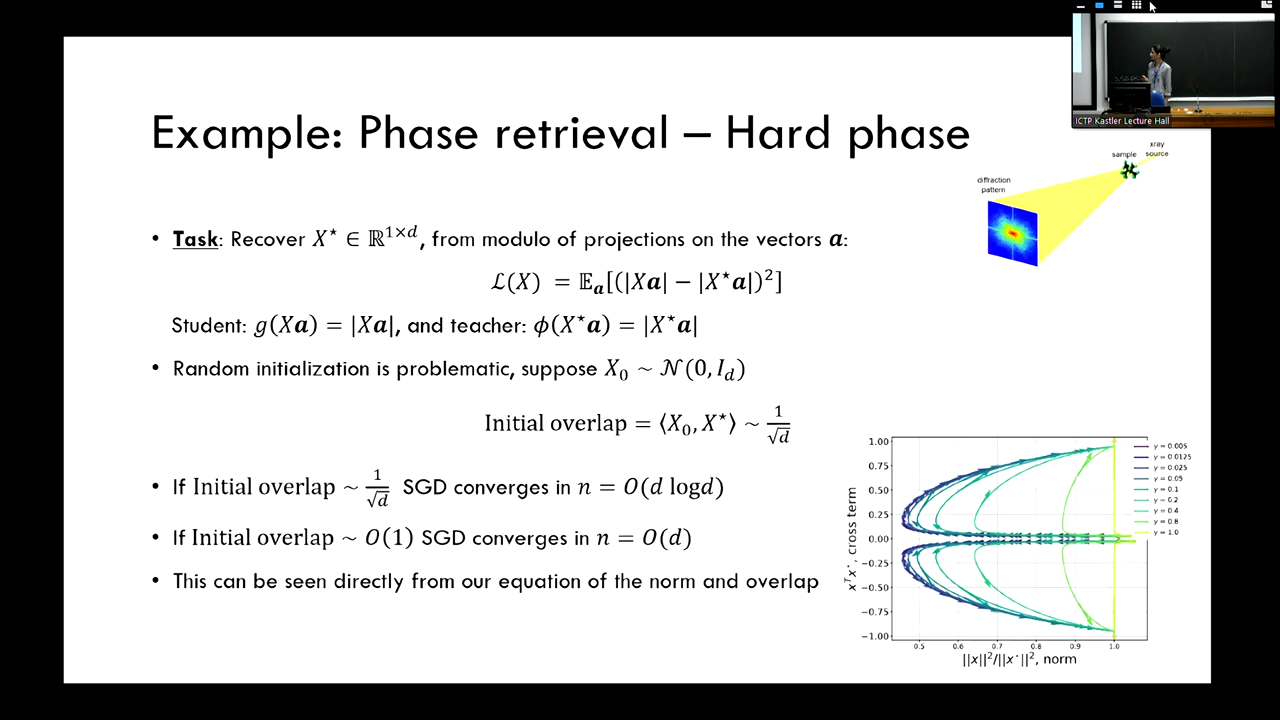 ICTP Kastler Lecture Hall
Example: Phase retrieval – Hard phase
xray
source
sample
diffraction
pattern
• Task: Recover X⋆ ∈ ℝ^{1×d}, from modulo of projections on the vectors a:
ℒ(X) = 𝔼_a[(|Xa| − |X⋆a|)²]
Student: g(Xa) = |Xa|, and teacher: ϕ(X⋆a) = |X⋆a|
• Random initialization is problematic, suppose X₀ ~ 𝒩(0, I_d)
Initial overlap = ⟨X₀, X⋆⟩ ~ 1/√d
• If Initial overlap ~ 1/√d SGD converges in n = O(d logd)
• If Initial overlap ~ O(1) SGD converges in n = O(d)
• This can be seen directly from our equation of the norm and overlap
x^T x⋆, cross term
1.00
0.75
0.50
0.25
0.00
−0.25
−0.50
−0.75
−1.00
0.5 0.6 0.7 0.8 0.9 1.0
||x||²/||x⋆||², norm
γ = 0.005
γ = 0.0125
γ = 0.025
γ = 0.05
γ = 0.1
γ = 0.2
γ = 0.4
γ = 0.8
γ = 1.0